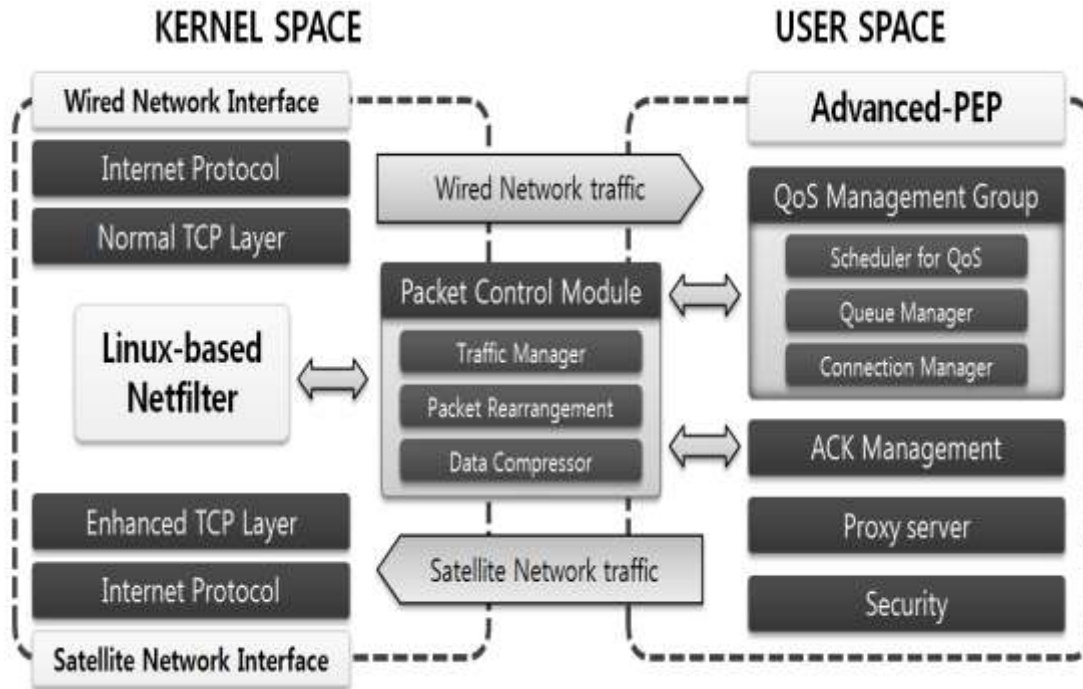 KERNEL SPACE
USER SPACE
Wired Network Interface
Internet Protocol
Normal TCP Layer
Linux-based
Netfilter
Enhanced TCP Layer
Internet Protocol
Satellite Network Interface
Wired Network traffic
Packet Control Module
Traffic Manager
Packet Rearrangement
Data Compressor
Satellite Network traffic
Advanced-PEP
QoS Management Group
Scheduler for QoS
Queue Manager
Connection Manager
ACK Management
Proxy server
Security